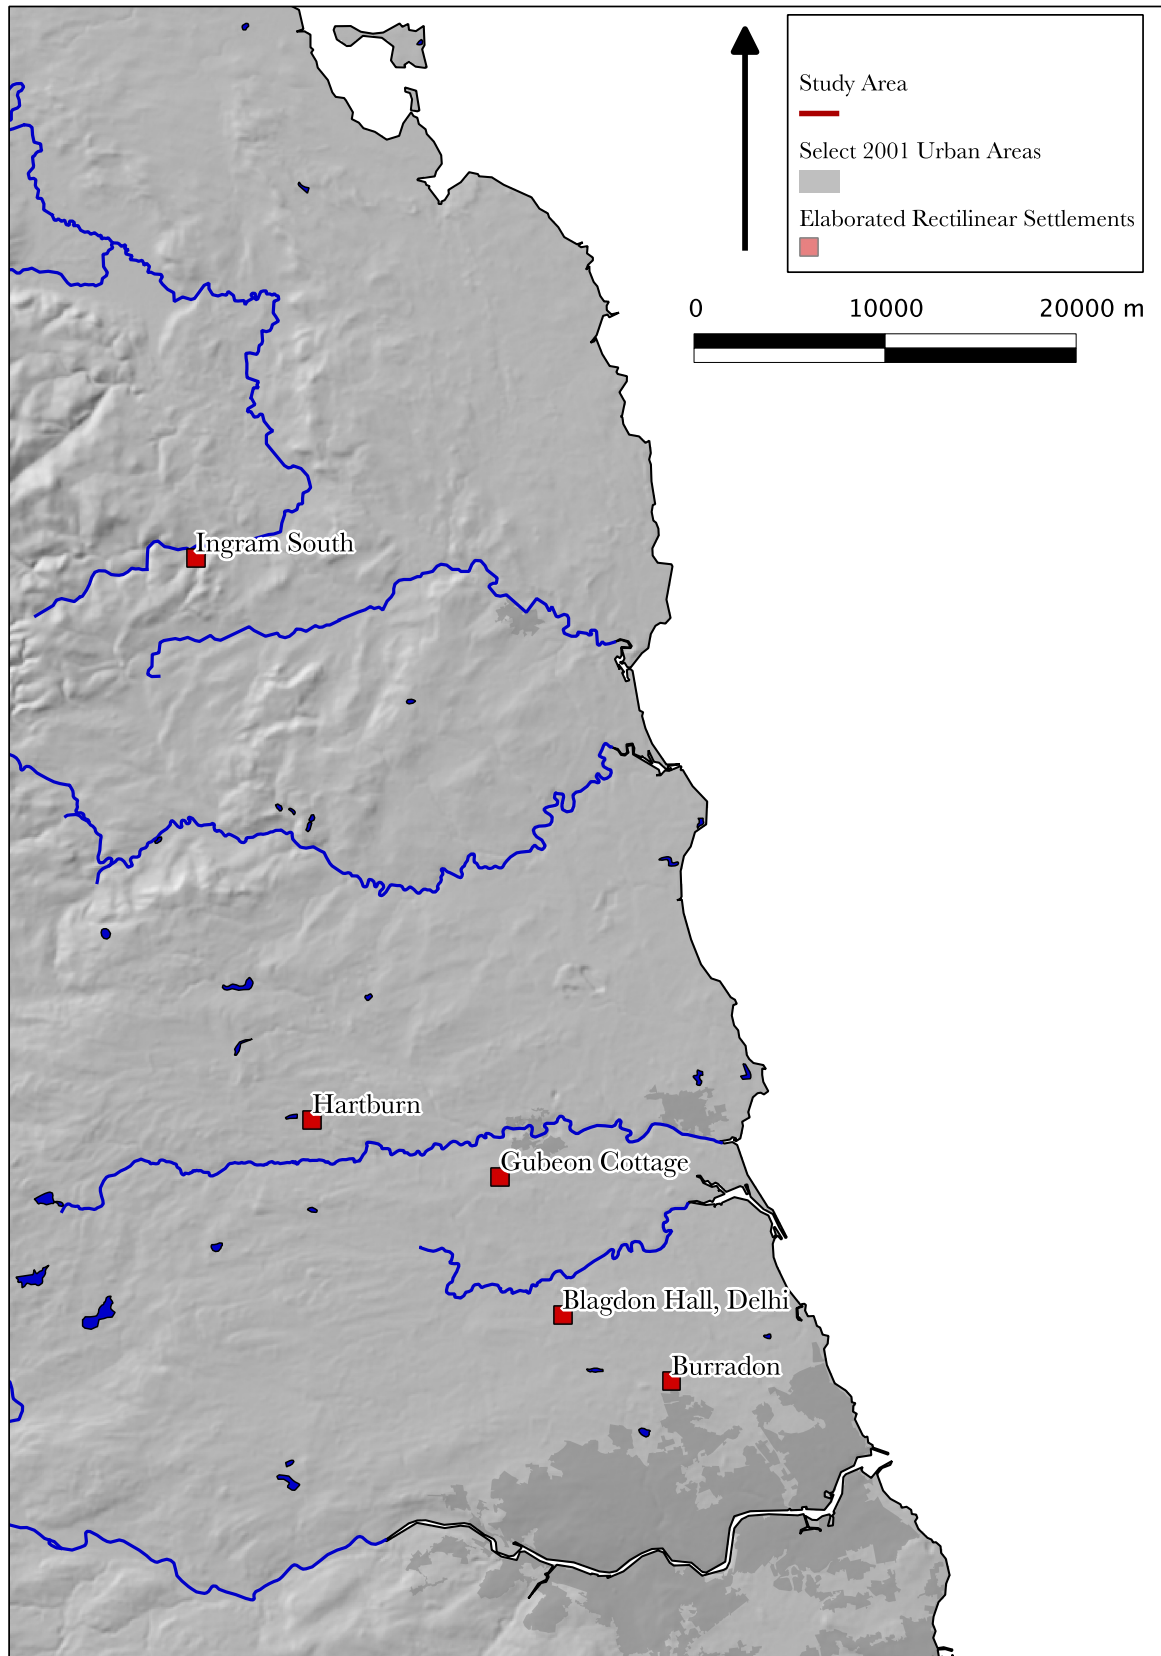 Study Area
Select 2001 Urban Areas
Elaborated Rectilinear Settlements
0 10000 20000 m
Ingram South
Hartburn
Gubeon Cottage
Blagdon Hall, Delhi
Burradon